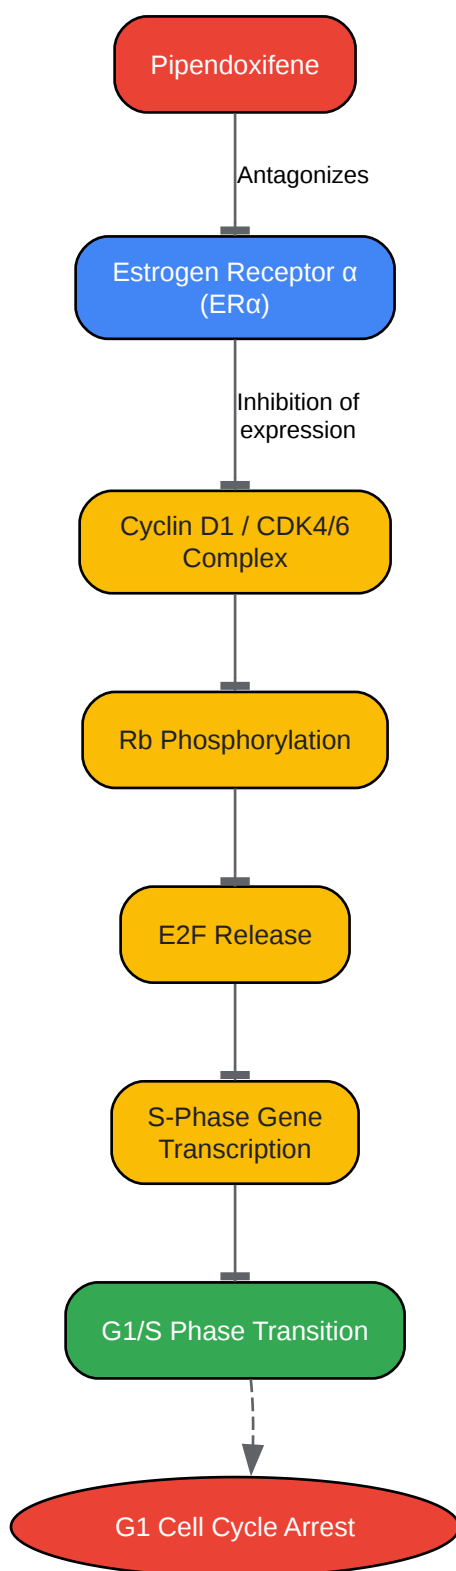 Pipendoxifene
Antagonizes
Estrogen Receptor α
(ERα)
Inhibition of
expression
Cyclin D1 / CDK4/6
Complex
Rb Phosphorylation
E2F Release
S-Phase Gene
Transcription
G1/S Phase Transition
G1 Cell Cycle Arrest